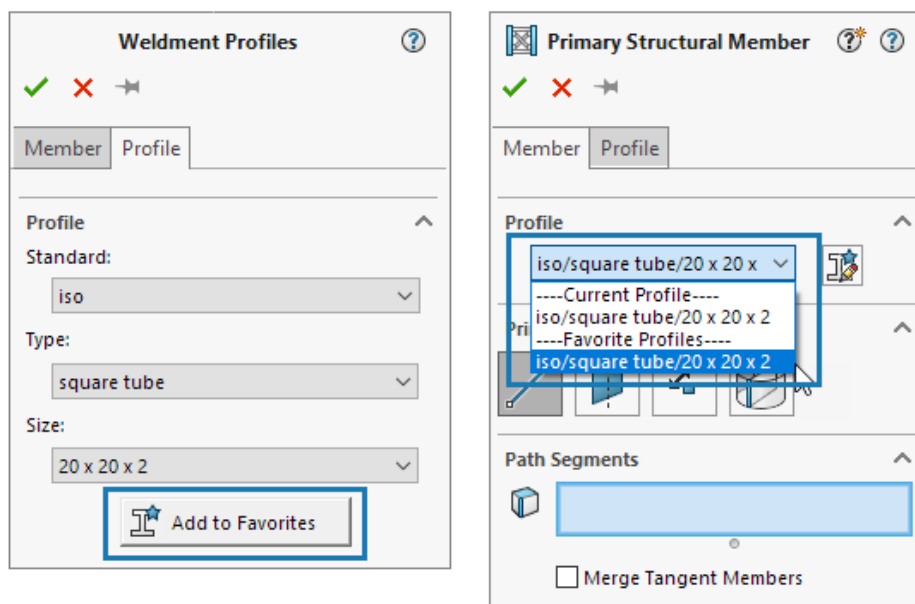 Weldment Profiles
Member
Profile
Profile
Standard:
iso
Type:
square tube
Size:
20 x 20 x 2
Add to Favorites
Primary Structural Member
Member
Profile
Profile
iso/square tube/20 x 20 x
----Current Profile----
iso/square tube/20 x 20 x 2
----Favorite Profiles----
iso/square tube/20 x 20 x 2
Pri
Path Segments
Merge Tangent Members